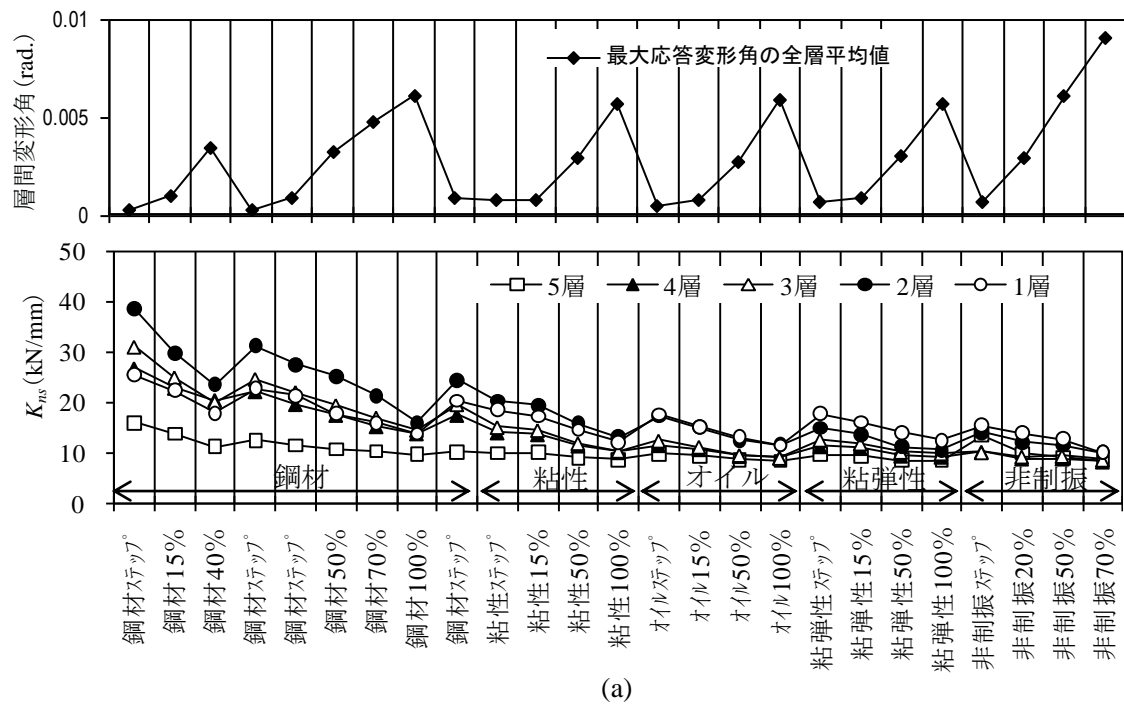 0.01
0.005
0
層間変形角 (rad.)
最大応答変形角の全層平均値
50
40
30
20
10
0
Kns (kN/mm)
5層 4層 3層 2層 1層
鋼材 粘性 オイル 粘弾性 非制振
鋼材ステップ
鋼材15%
鋼材40%
鋼材ステップ
鋼材ステップ
鋼材50%
鋼材70%
鋼材100%
鋼材ステップ
粘性ステップ
粘性15%
粘性50%
粘性100%
オイルステップ
オイル15%
オイル50%
オイル100%
粘弾性ステップ
粘弾性15%
粘弾性50%
粘弾性100%
非制振ステップ
非制振20%
非制振50%
非制振70%
(a)